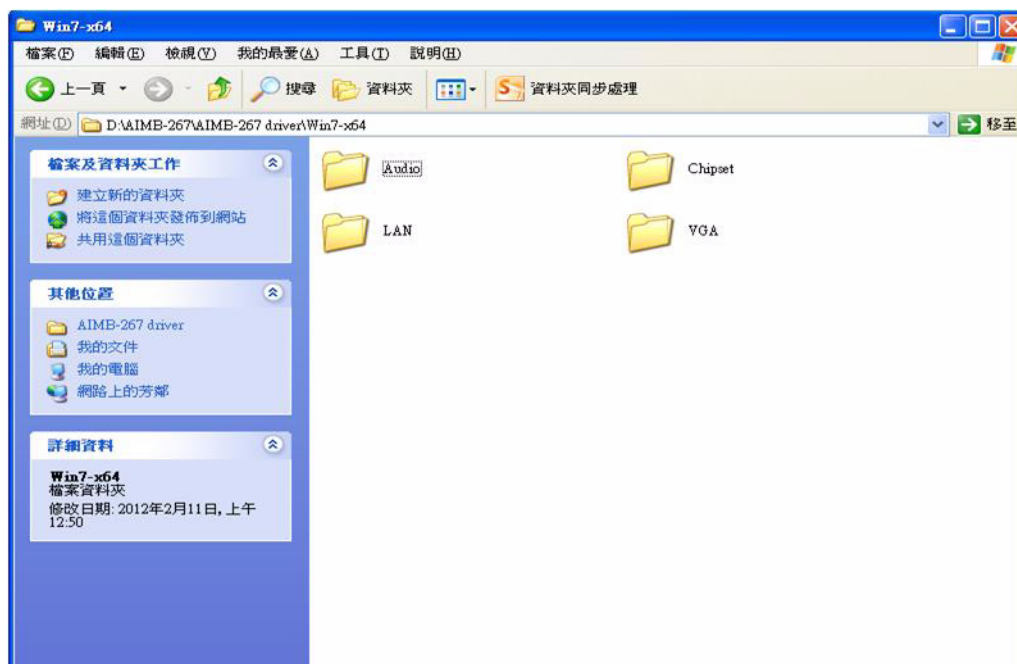 Win7-x64
檔案(F) 編輯(E) 檢視(V) 我的最愛(A) 工具(T) 說明(H)
上一頁 搜尋 資料夾 資料夾同步處理
網址(D) D:\AIMB-267\AIMB-267 driver\Win7-x64 移至
檔案及資料夾工作
建立新的資料夾
將這個資料夾發佈到網站
共用這個資料夾
其他位置
AIMB-267 driver
我的文件
我的電腦
網路上的芳鄰
詳細資料
Win7-x64
檔案資料夾
修改日期: 2012年2月11日, 上午
12:50
Audio Chipset
LAN VGA